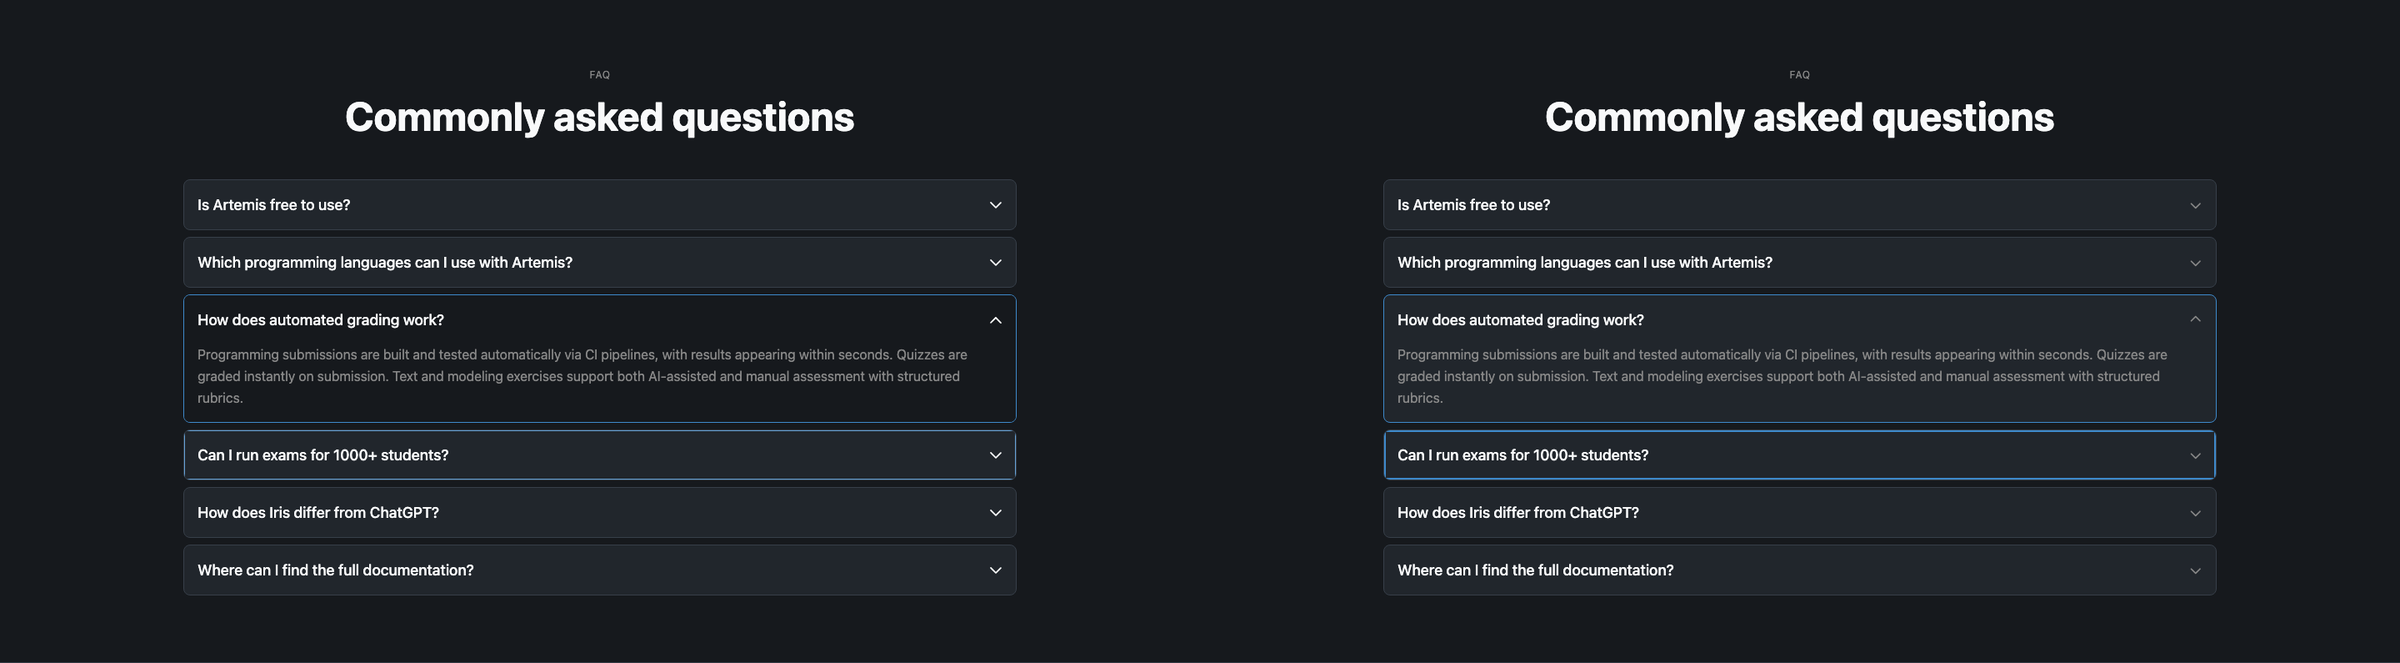 FAQ
Commonly asked questions
Is Artemis free to use?
Which programming languages can I use with Artemis?
How does automated grading work?
Programming submissions are built and tested automatically via CI pipelines, with results appearing within seconds. Quizzes are
graded instantly on submission. Text and modeling exercises support both AI-assisted and manual assessment with structured
rubrics.
Can I run exams for 1000+ students?
How does Iris differ from ChatGPT?
Where can I find the full documentation?
FAQ
Commonly asked questions
Is Artemis free to use?
Which programming languages can I use with Artemis?
How does automated grading work?
Programming submissions are built and tested automatically via CI pipelines, with results appearing within seconds. Quizzes are
graded instantly on submission. Text and modeling exercises support both AI-assisted and manual assessment with structured
rubrics.
Can I run exams for 1000+ students?
How does Iris differ from ChatGPT?
Where can I find the full documentation?